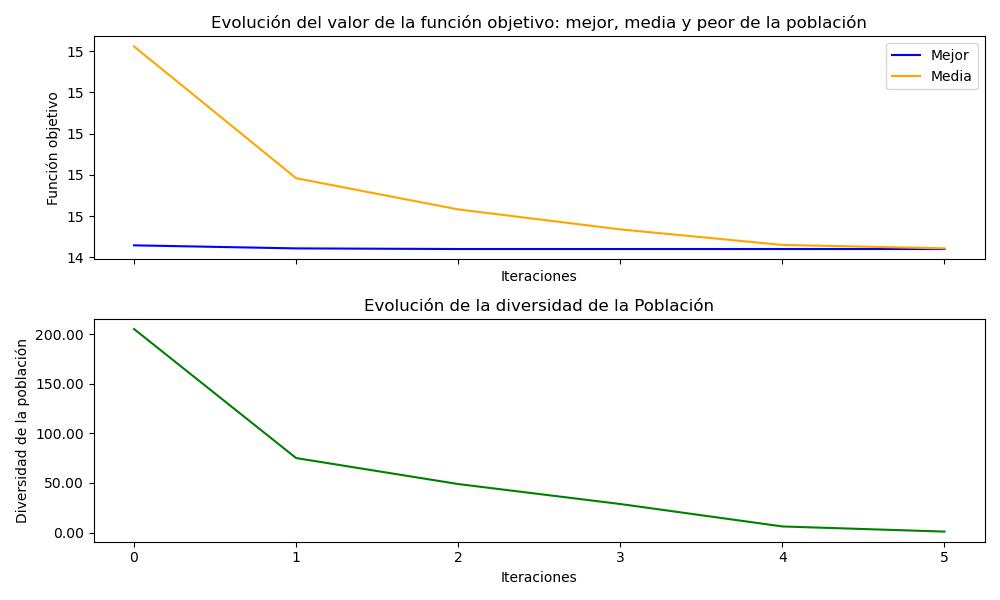 Evolución del valor de la función objetivo: mejor, media y peor de la población
15
15
15
15
15
14
Función objetivo
Mejor
Media
Iteraciones
Evolución de la diversidad de la Población
200.00
150.00
100.00
50.00
0.00
Diversidad de la población
0 1 2 3 4 5
Iteraciones